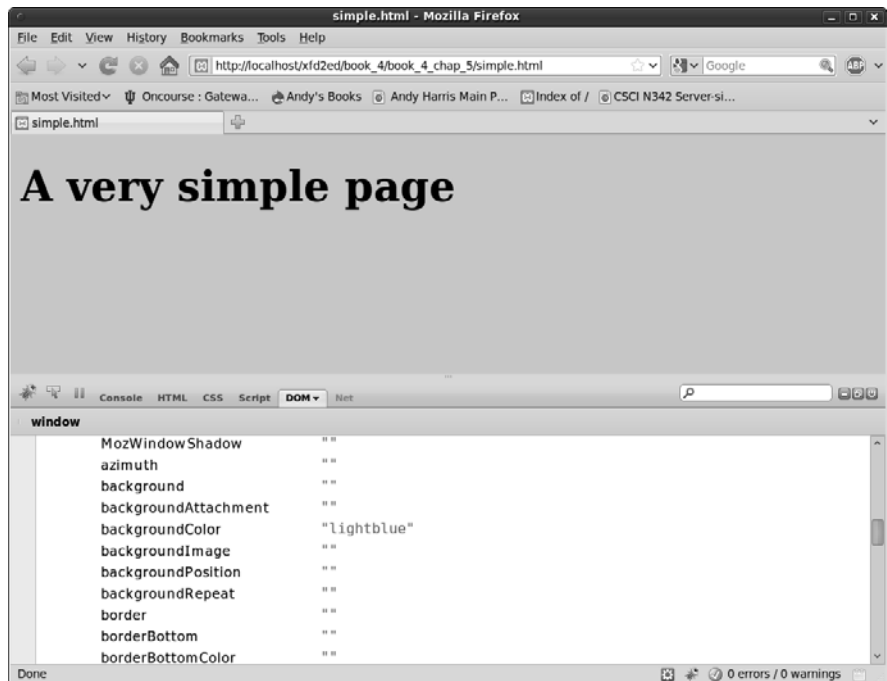 simple.html - Mozilla Firefox
File Edit View History Bookmarks Tools Help
http://localhost/xfd2ed/book_4/book_4_chap_5/simple.html Google ABP
Most Visited Oncourse : Gatewa... Andy's Books Andy Harris Main P... Index of / CSCI N342 Server-si...
simple.html
A very simple page
Console HTML CSS Script DOM Net
window
MozWindowShadow ""
azimuth ""
background ""
backgroundAttachment ""
backgroundColor "lightblue"
backgroundImage ""
backgroundPosition ""
backgroundRepeat ""
border ""
borderBottom ""
borderBottomColor ""
Done 0 errors / 0 warnings